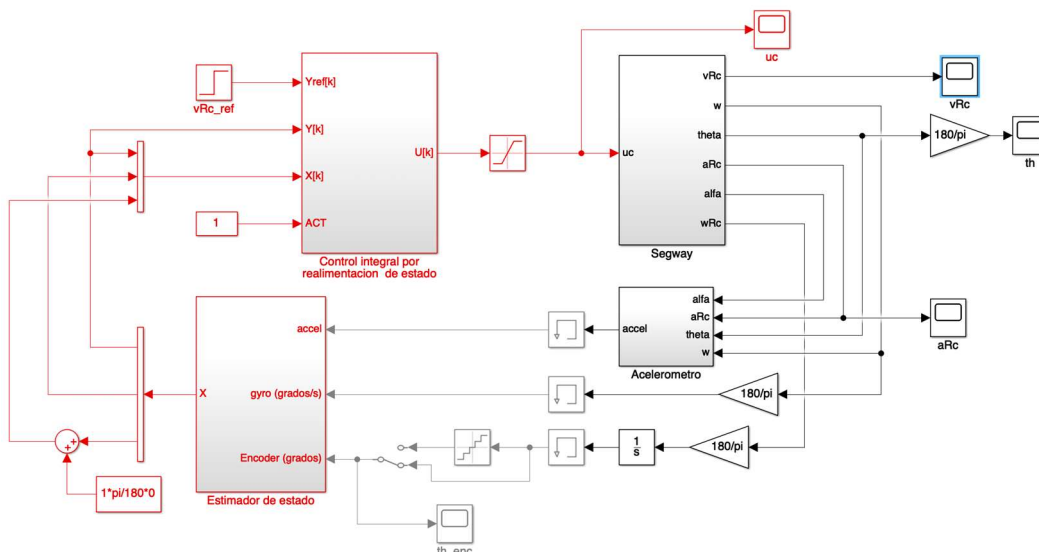 uc
vRc_ref
Yref[k]
Y[k]
X[k]
ACT
U[k]
1
Control integral por
realimentacion de estado
uc
vRc
w
theta
aRc
alfa
wRc
Segway
vRc
180/pi
th
accel
gyro (grados/s)
Encoder (grados)
X
Estimador de estado
alfa
aRc
theta
w
accel
Acelerometro
aRc
180/pi
180/pi
1
s
+
+
1*pi/180*0
th_enc